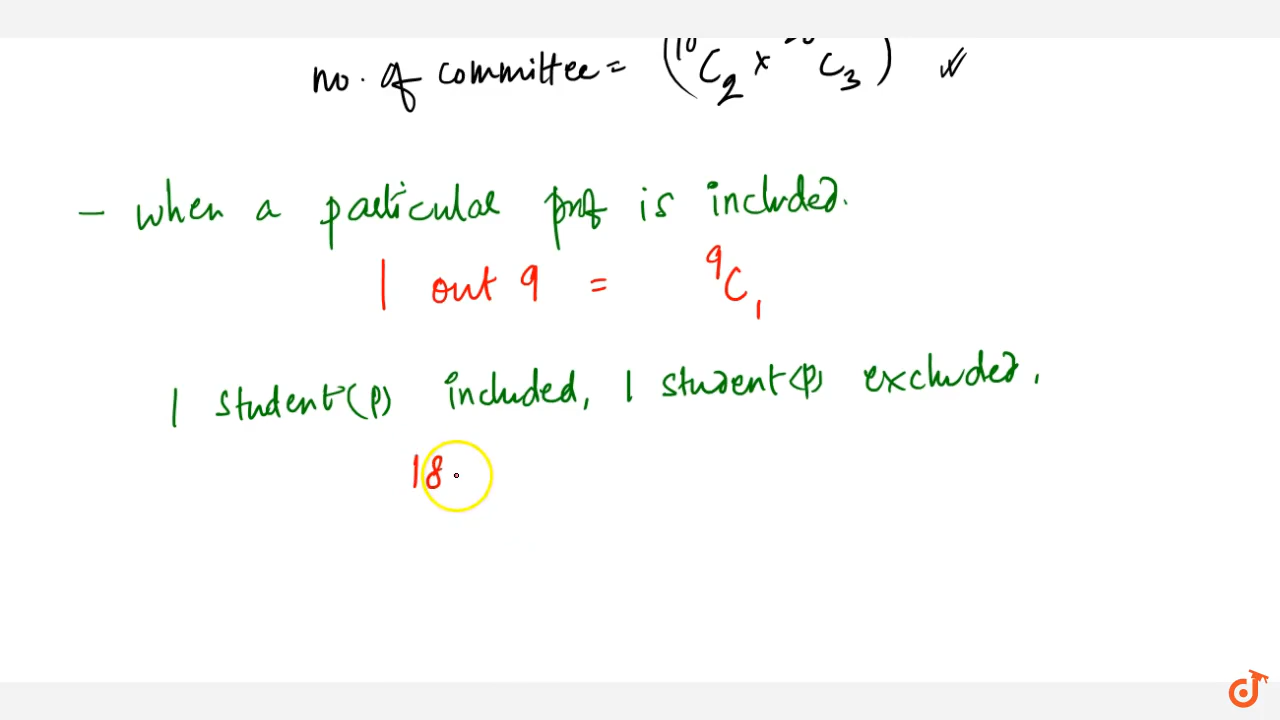 no. of committee = (¹⁰C₂ x ²⁰C₃)
- when a particular prof is included.
1 out 9 = ⁹C₁
1 student(p) included, 1 student(p) excluded.
18